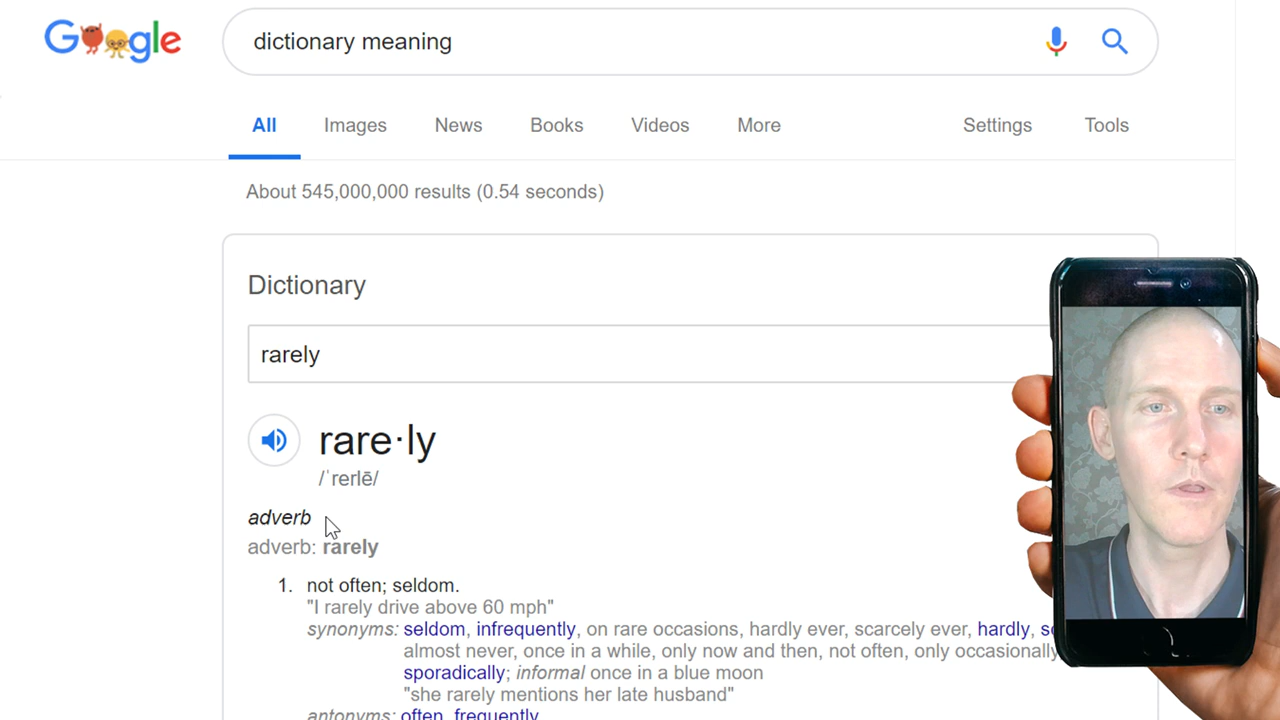 Google
dictionary meaning
All Images News Books Videos More Settings Tools
About 545,000,000 results (0.54 seconds)
Dictionary
rarely
rare·ly
/ˈrerlē/
adverb
adverb: rarely
1. not often; seldom.
"I rarely drive above 60 mph"
synonyms: seldom, infrequently, on rare occasions, hardly ever, scarcely ever, hardly,
almost never, once in a while, only now and then, not often, only occasionally,
sporadically; informal once in a blue moon
"she rarely mentions her late husband"
antonyms: often, frequently